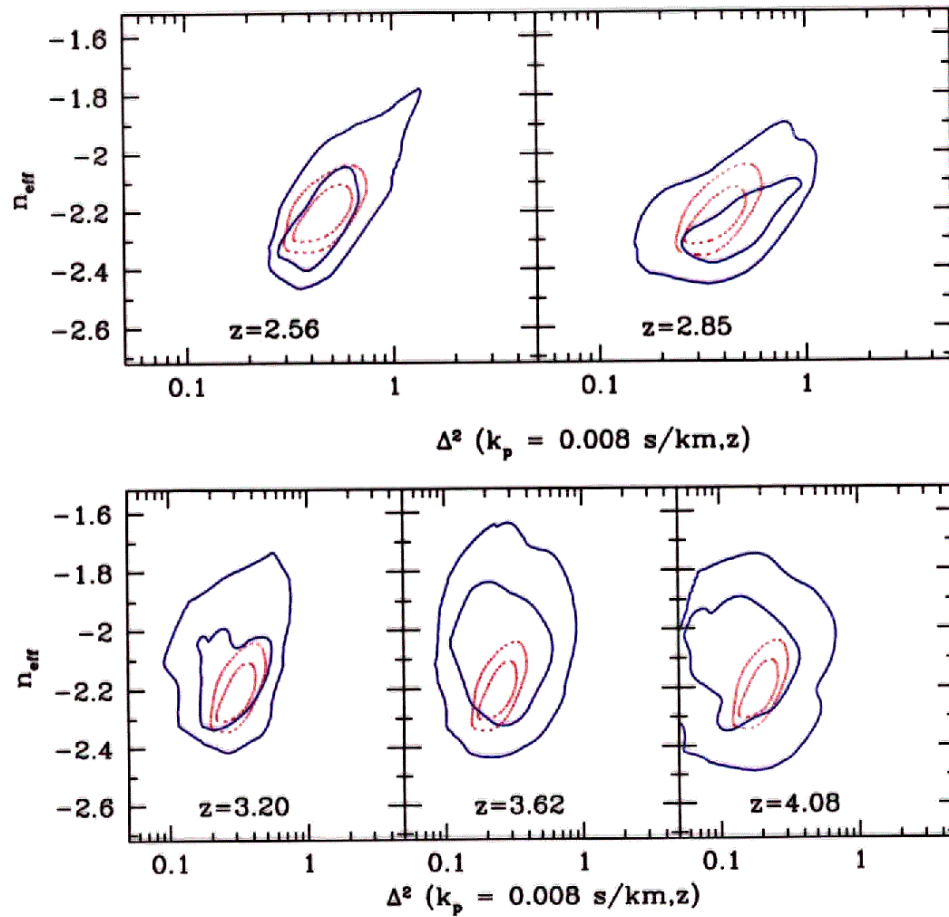 -1.6
-1.8
-2
-2.2
-2.4
-2.6
n_eff
z=2.56
z=2.85
0.1 1 0.1 1
Δ² (k_p = 0.008 s/km,z)
-1.6
-1.8
-2
-2.2
-2.4
-2.6
n_eff
z=3.20
z=3.62
z=4.08
0.1 1 0.1 1 0.1 1
Δ² (k_p = 0.008 s/km,z)